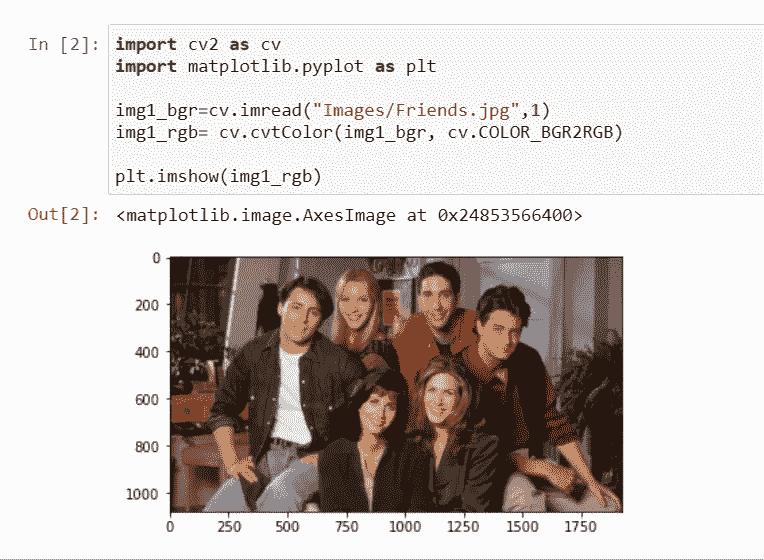 In [2]: import cv2 as cv
import matplotlib.pyplot as plt
img1_bgr=cv.imread("Images/Friends.jpg",1)
img1_rgb= cv.cvtColor(img1_bgr, cv.COLOR_BGR2RGB)
plt.imshow(img1_rgb)
Out[2]: <matplotlib.image.AxesImage at 0x24853566400>
0
200
400
600
800
1000
0 250 500 750 1000 1250 1500 1750